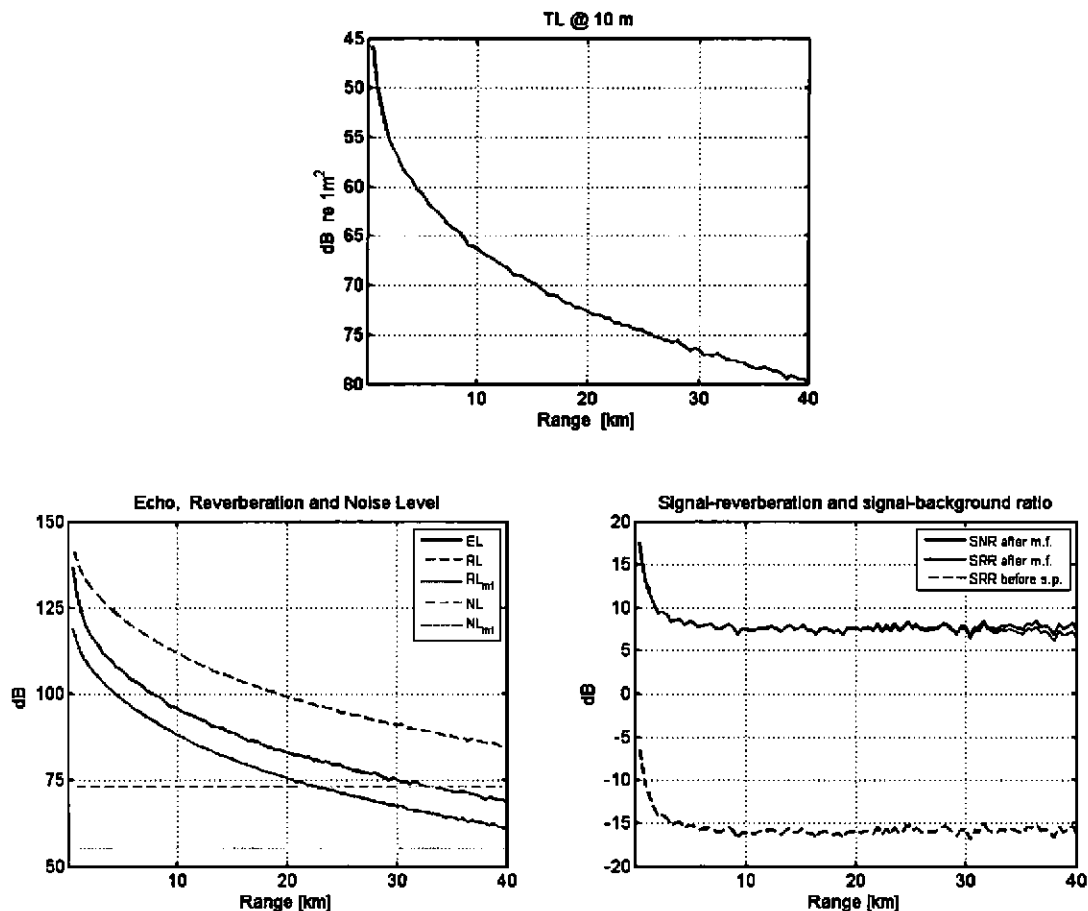 TL @ 10 m
45
50
55
60
65
70
75
80
dB re 1m²
10 20 30 40
Range [km]
Echo, Reverberation and Noise Level
150
125
100
75
50
dB
EL
RL
RLmf
NL
NLmf
10 20 30 40
Range [km]
Signal-reverberation and signal-background ratio
20
15
10
5
0
-5
-10
-15
-20
dB
SNR after m.f.
SRR after m.f.
SRR before s.p.
10 20 30 40
Range [km]